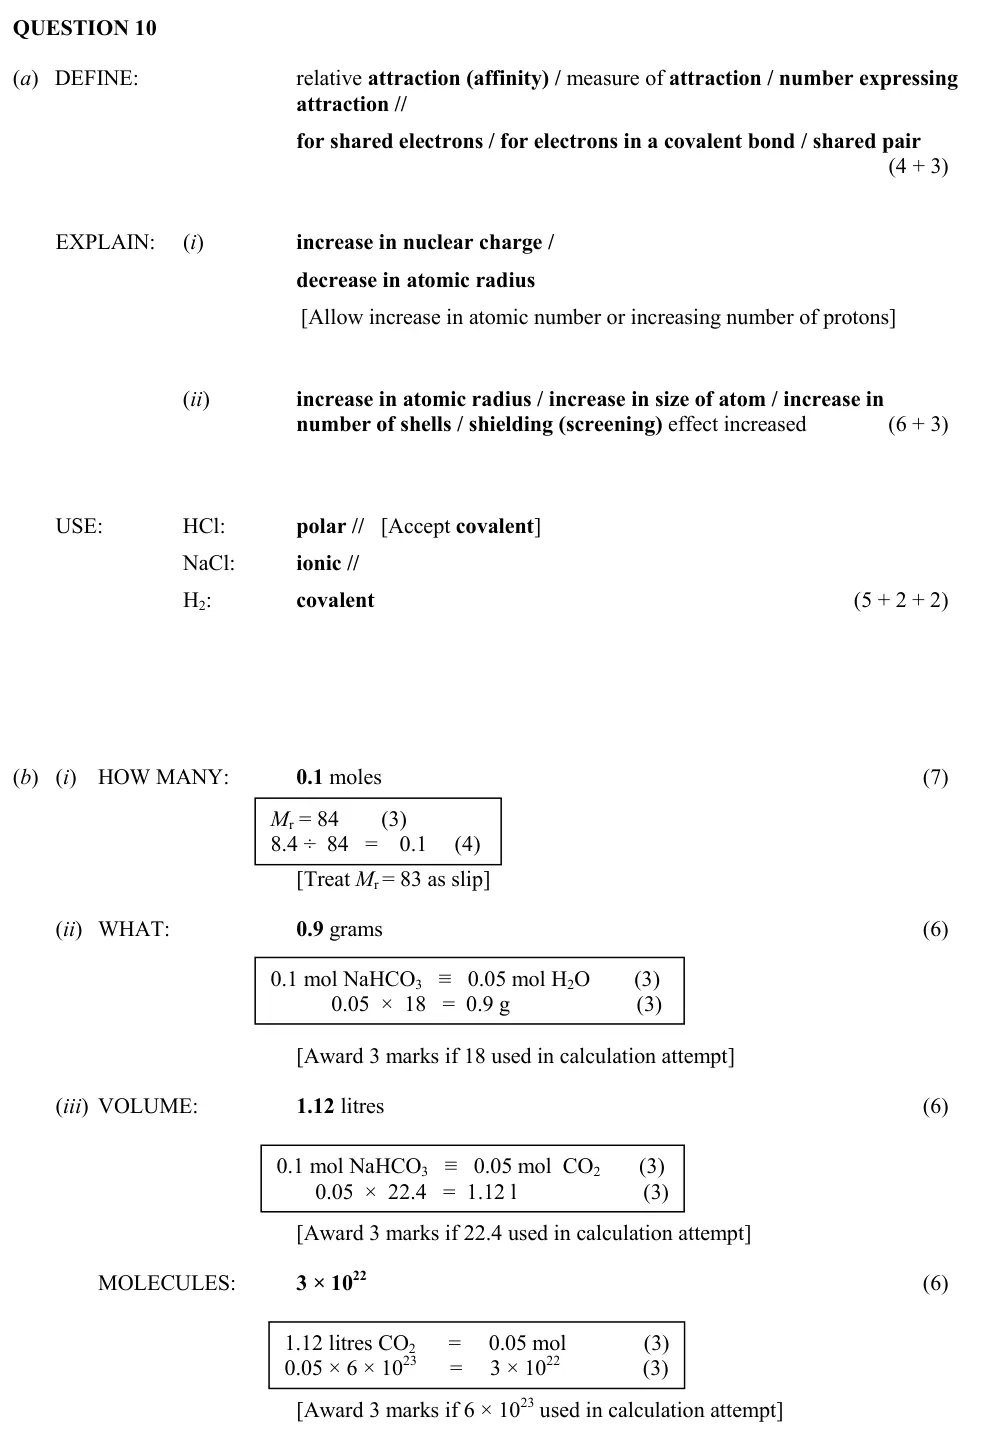 QUESTION 10
(a) DEFINE: relative attraction (affinity) / measure of attraction / number expressing
attraction //
for shared electrons / for electrons in a covalent bond / shared pair
(4 + 3)
EXPLAIN: (i) increase in nuclear charge /
decrease in atomic radius
[Allow increase in atomic number or increasing number of protons]
(ii) increase in atomic radius / increase in size of atom / increase in
number of shells / shielding (screening) effect increased (6 + 3)
USE: HCl: polar // [Accept covalent]
NaCl: ionic //
H₂: covalent (5 + 2 + 2)
(b) (i) HOW MANY: 0.1 moles (7)
Mᵣ = 84 (3)
8.4 ÷ 84 = 0.1 (4)
[Treat Mᵣ = 83 as slip]
(ii) WHAT: 0.9 grams (6)
0.1 mol NaHCO₃ ≡ 0.05 mol H₂O (3)
0.05 × 18 = 0.9 g (3)
[Award 3 marks if 18 used in calculation attempt]
(iii) VOLUME: 1.12 litres (6)
0.1 mol NaHCO₃ ≡ 0.05 mol CO₂ (3)
0.05 × 22.4 = 1.12 l (3)
[Award 3 marks if 22.4 used in calculation attempt]
MOLECULES: 3 × 10²² (6)
1.12 litres CO₂ = 0.05 mol (3)
0.05 × 6 × 10²³ = 3 × 10²² (3)
[Award 3 marks if 6 × 10²³ used in calculation attempt]